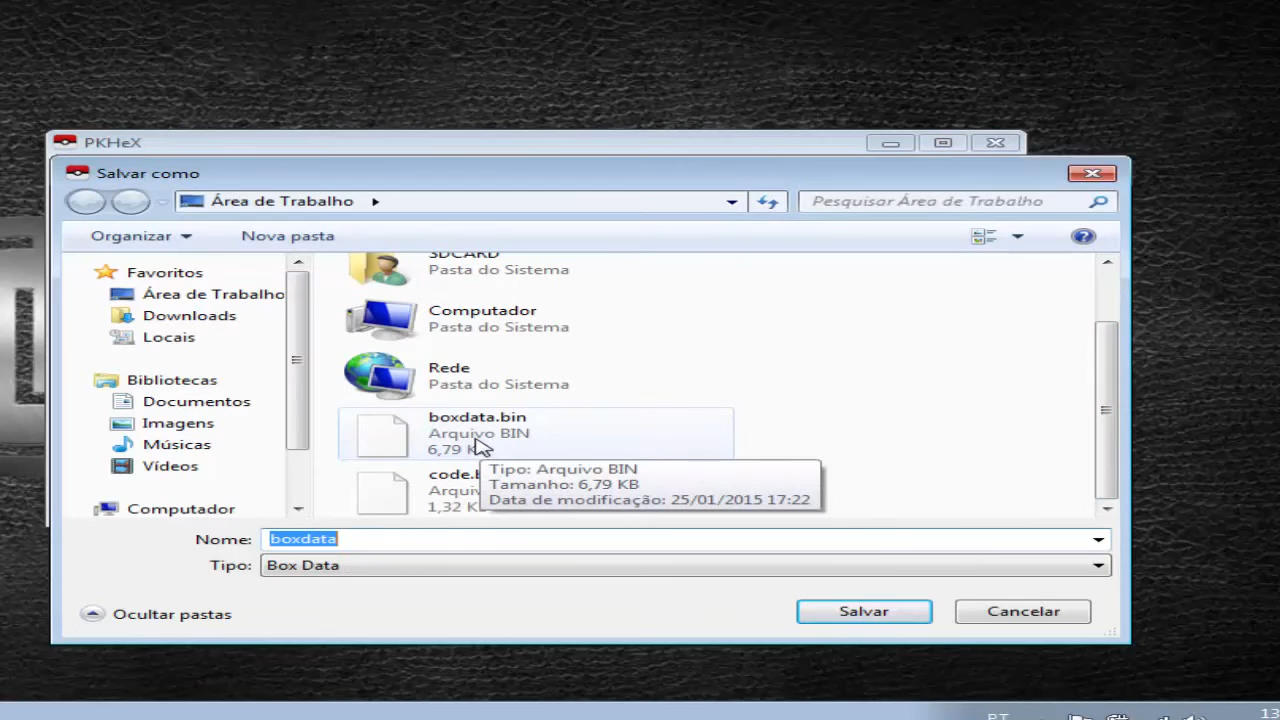 PKHeX
Salvar como
Área de Trabalho
Pesquisar Área de Trabalho
Organizar
Nova pasta
Favoritos
Área de Trabalho
Downloads
Locais
Bibliotecas
Documentos
Imagens
Músicas
Vídeos
Computador
SDCARD
Pasta do Sistema
Computador
Pasta do Sistema
Rede
Pasta do Sistema
boxdata.bin
Arquivo BIN
6,79
code.b
Arquiv
1,32 K
Tipo: Arquivo BIN
Tamanho: 6,79 KB
Data de modificação: 25/01/2015 17:22
Nome: boxdata
Tipo: Box Data
Ocultar pastas
Salvar
Cancelar
PT
13